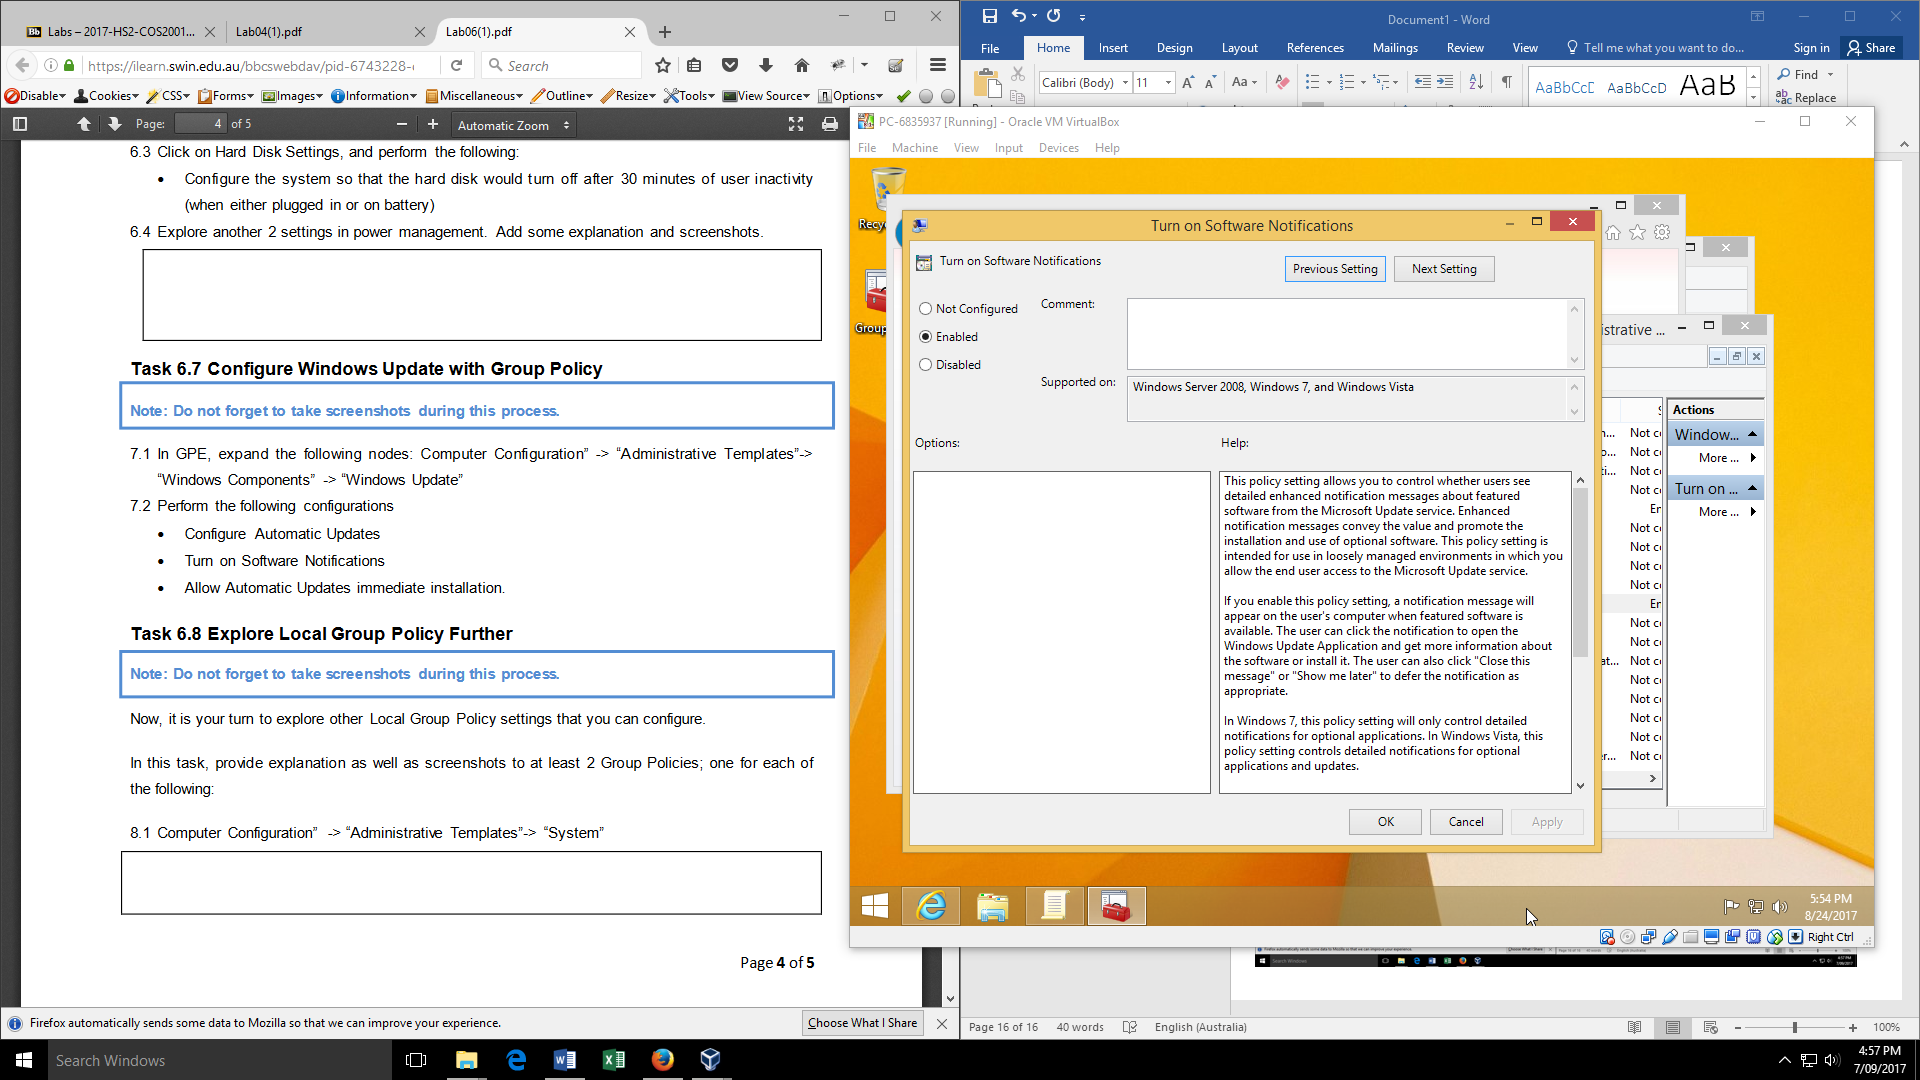 Labs – 2017-HS2-COS2001...
Lab04(1).pdf
Lab06(1).pdf
https://ilearn.swin.edu.au/bbcswebdav/pid-6743228-
Search
Disable
Cookies
CSS
Forms
Images
Information
Miscellaneous
Outline
Resize
Tools
View Source
Options
Page:
4
of 5
Automatic Zoom
6.3 Click on Hard Disk Settings, and perform the following:
• Configure the system so that the hard disk would turn off after 30 minutes of user inactivity
(when either plugged in or on battery)
6.4 Explore another 2 settings in power management. Add some explanation and screenshots.
Task 6.7 Configure Windows Update with Group Policy
Note: Do not forget to take screenshots during this process.
7.1 In GPE, expand the following nodes: Computer Configuration” -> “Administrative Templates”->
“Windows Components” -> “Windows Update”
7.2 Perform the following configurations
• Configure Automatic Updates
• Turn on Software Notifications
• Allow Automatic Updates immediate installation.
Task 6.8 Explore Local Group Policy Further
Note: Do not forget to take screenshots during this process.
Now, it is your turn to explore other Local Group Policy settings that you can configure.
In this task, provide explanation as well as screenshots to at least 2 Group Policies; one for each of
the following:
8.1 Computer Configuration” -> “Administrative Templates”-> “System”
Page 4 of 5
Firefox automatically sends some data to Mozilla so that we can improve your experience.
Choose What I Share
Document1 - Word
File
Home
Insert
Design
Layout
References
Mailings
Review
View
Tell me what you want to do...
Sign in
Share
Calibri (Body)
11
Aa
AaBbCcDc
AaBbCcD
AaB
Find
Replace
PC-6835937 [Running] - Oracle VM VirtualBox
File
Machine
View
Input
Devices
Help
Recyc
Group
Turn on Software Notifications
Turn on Software Notifications
Previous Setting
Next Setting
Not Configured
Enabled
Disabled
Comment:
Supported on:
Windows Server 2008, Windows 7, and Windows Vista
Options:
Help:
This policy setting allows you to control whether users see
detailed enhanced notification messages about featured
software from the Microsoft Update service. Enhanced
notification messages convey the value and promote the
installation and use of optional software. This policy setting is
intended for use in loosely managed environments in which you
allow the end user access to the Microsoft Update service.
If you enable this policy setting, a notification message will
appear on the user's computer when featured software is
available. The user can click the notification to open the
Windows Update Application and get more information about
the software or install it. The user can also click "Close this
message" or "Show me later" to defer the notification as
appropriate.
In Windows 7, this policy setting will only control detailed
notifications for optional applications. In Windows Vista, this
policy setting controls detailed notifications for optional
applications and updates.
OK
Cancel
Apply
istrative ...
Actions
Window...
More ...
Turn on ...
More ...
5:54 PM
8/24/2017
Right Ctrl
Page 16 of 16
40 words
English (Australia)
100%
Search Windows
4:57 PM
7/09/2017